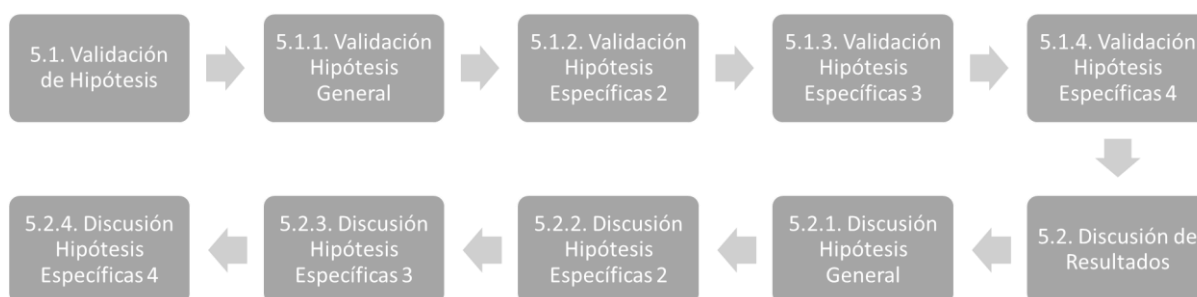 5.1. Validación
de Hipótesis
5.1.1. Validación
Hipótesis
General
5.1.2. Validación
Hipótesis
Específicas 2
5.1.3. Validación
Hipótesis
Específicas 3
5.1.4. Validación
Hipótesis
Específicas 4
5.2. Discusión de
Resultados
5.2.1. Discusión
Hipótesis
General
5.2.2. Discusión
Hipótesis
Específicas 2
5.2.3. Discusión
Hipótesis
Específicas 3
5.2.4. Discusión
Hipótesis
Específicas 4